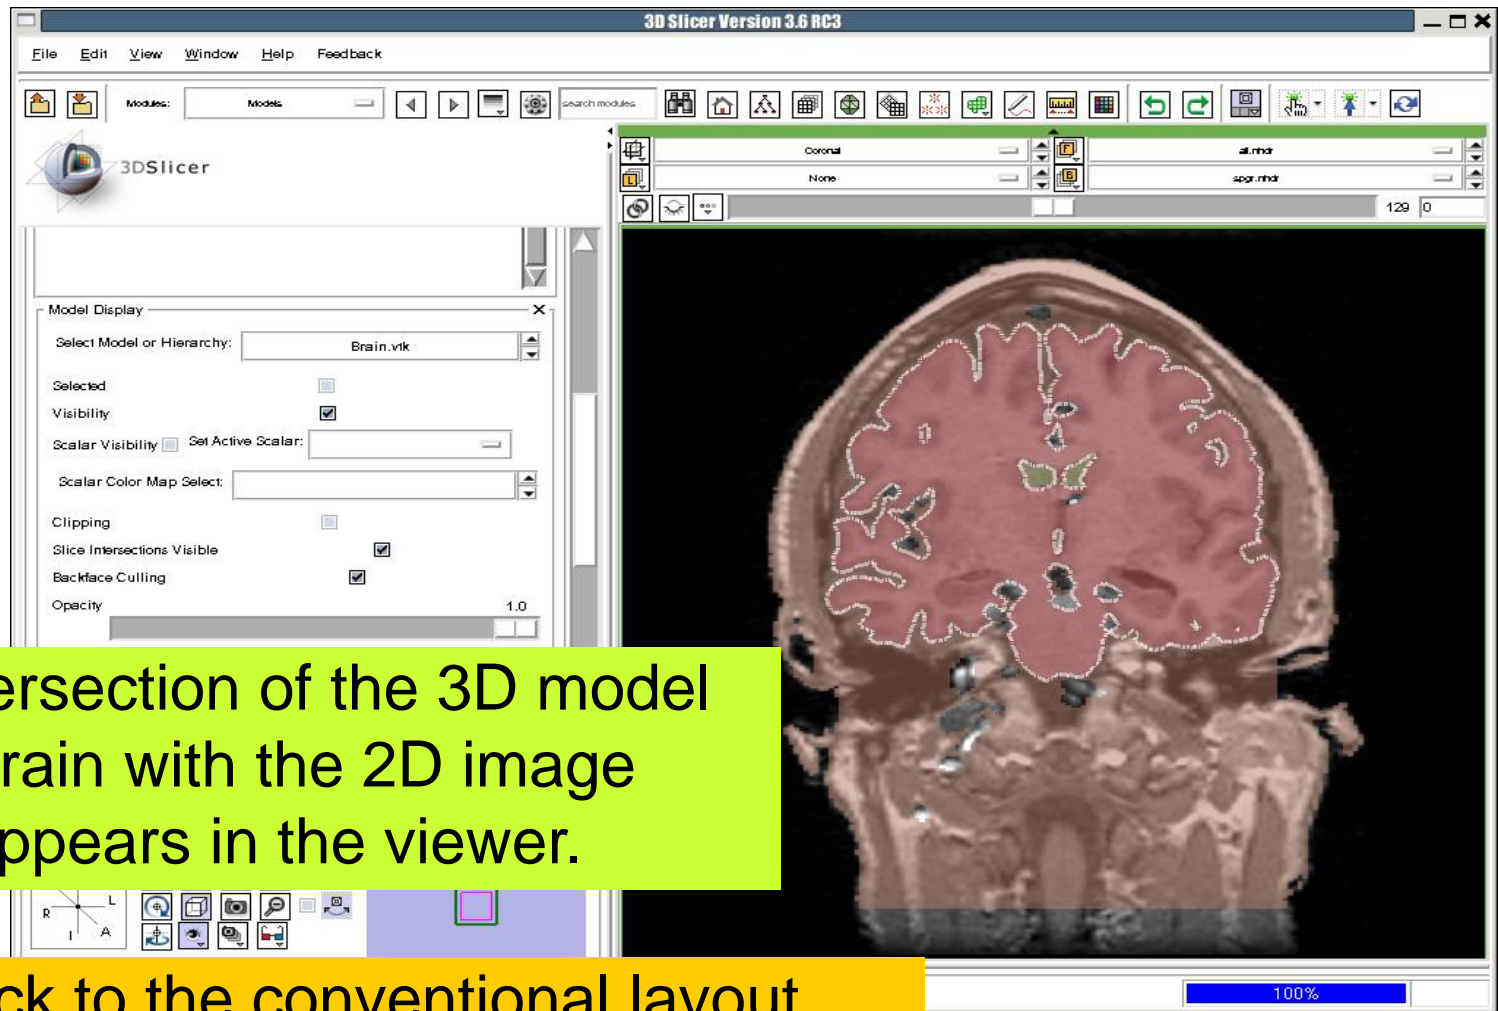 3D Slicer Version 3.6 RC3
File Edit View Window Help Feedback
Modules: Models search modules
3DSlicer
Coronal all.nhdr
None spgr.nhdr
129 0
Model Display
Select Model or Hierarchy: Brain.vtk
Selected
Visibility
Scalar Visibility Set Active Scalar:
Scalar Color Map Select:
Clipping
Slice Intersections Visible
Backface Culling
Opacity
1.0
ersection of the 3D model
rain with the 2D image
ppears in the viewer.
L
R
I A
ck to the conventional layout
100%